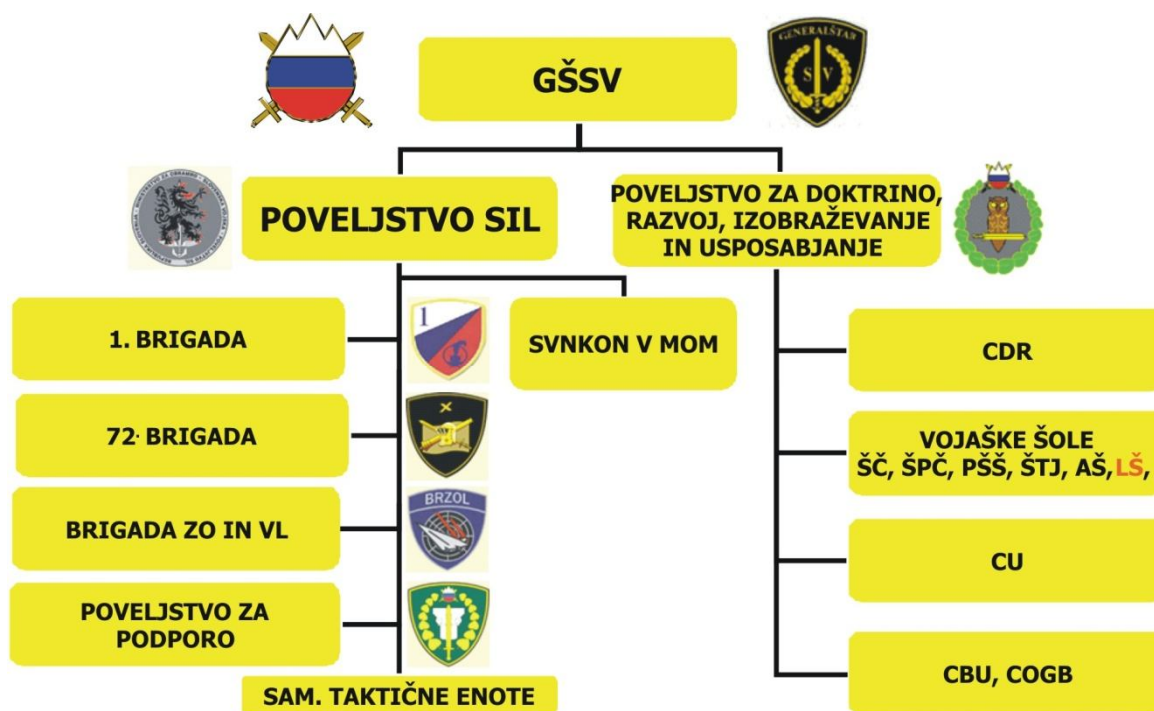 GENERALŠTAB
S V
GŠSV
POVELJSTVO SIL
POVELJSTVO ZA DOKTRINO,
RAZVOJ, IZOBRAŽEVANJE
IN USPOSABJANJE
1. BRIGADA
1
SVNKON V MOM
CDR
72. BRIGADA
VOJAŠKE ŠOLE
ŠČ, ŠPČ, PŠŠ, ŠTJ, AŠ,LŠ,
BRIGADA ZO IN VL
BRZOL
CU
POVELJSTVO ZA
PODPORO
CBU, COGB
SAM. TAKTIČNE ENOTE